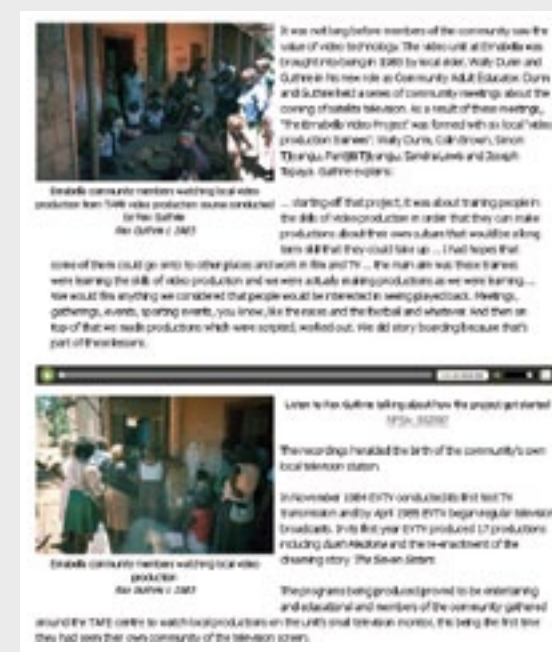 It was not long before members of the community saw the
value of video technology. The video unit at Ernabella was
brought into being in 1983 by local elder, Wally Dunn and
Guthrie in his new role as Community Adult Educator. Dunn
and Guthrie held a series of community meetings about the
coming of satellite television. As a result of these meetings,
"The Ernabella Video Project" was formed with six local "video
production trainees": Wally Dunn, Colin Brown, Simon
Tjiyangu, Pantjiti Tjiyangu, Sandra Lewis and Joseph
Guthrie explains:
Ernabella community members watching local video
production from TAFE video production course conducted
by Rex Guthrie
Rex Guthrie c 1983
... starting off that project, it was about training people in
the skills of video production in order that they can make
productions about their own culture that would be a long
term skill that they could take up ... I had hopes that
some of them could go onto to other places and work in film and TV ... the main aim was these trainees
were learning the skills of video production and we were actually making productions as we were learning ...
We would film anything we considered that people would be interested in seeing played back. Meetings,
gatherings, events, sporting events, you know, like the races and the football and whatever. And then on
top of that we made productions which were scripted, worked out. We did story boarding because that's
part of these lessons.
Listen to Rex Guthrie talking about how the project got started
The recordings heralded the birth of the community's own
local television station.
In November 1984 EVTV conducted its first test TV
transmission and by April 1985 EVTV began regular television
broadcasts. In its first year EVTV produced 17 productions
including Bush Medicine and the re-enactment of the
dreaming story The Seven Sisters
Ernabella community members watching local video
production
Rex Guthrie c 1983
The programs being produced proved to be entertaining
and educational and members of the community gathered
around the TAFE centre to watch local productions on the unit's small television monitor, this being the first time
they had seen their own community of the television screen.